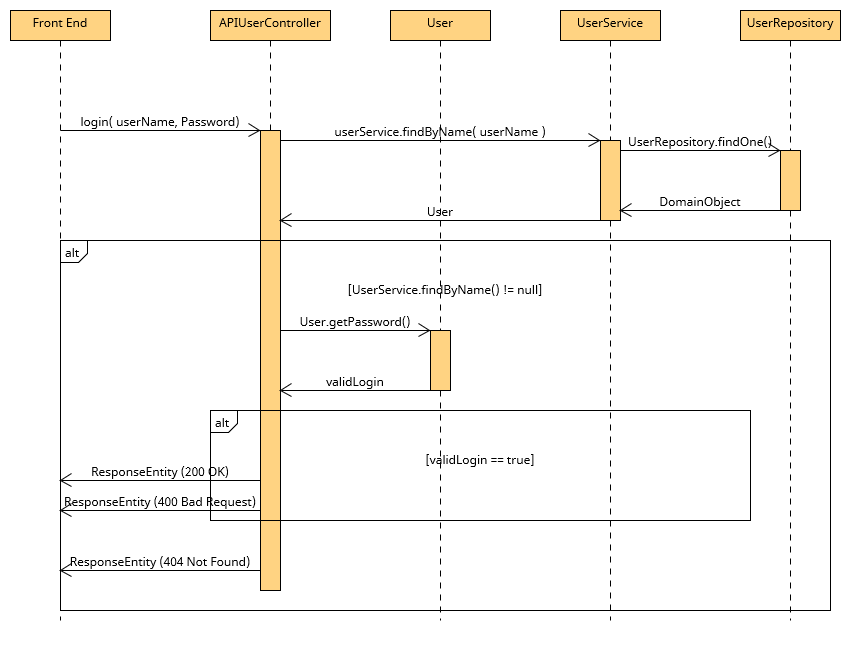 Front End
APIUserController
User
UserService
UserRepository
login( userName, Password)
userService.findByName( userName )
UserRepository.findOne()
DomainObject
User
alt
[UserService.findByName() != null]
User.getPassword()
validLogin
alt
[validLogin == true]
ResponseEntity (200 OK)
ResponseEntity (400 Bad Request)
ResponseEntity (404 Not Found)